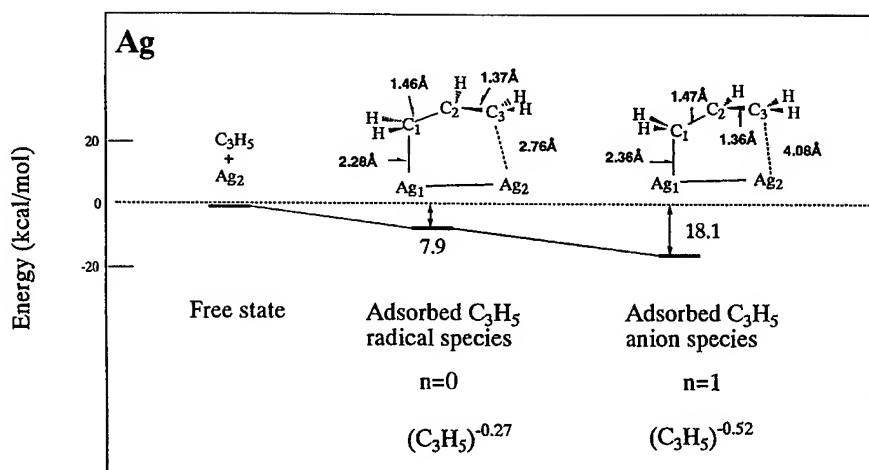 Ag
Energy (kcal/mol)
20
0
-20
C₃H₅
+
Ag₂
1.46Å
H
1.37Å
H
H
C₁
C₂
C₃
H
H
2.28Å
2.76Å
Ag₁
Ag₂
7.9
1.47Å
H
H
H
C₁
C₂
C₃
H
H
1.36Å
2.36Å
4.08Å
Ag₁
Ag₂
18.1
Free state
Adsorbed C₃H₅
radical species
n=0
(C₃H₅)⁻⁰·²⁷
Adsorbed C₃H₅
anion species
n=1
(C₃H₅)⁻⁰·⁵²